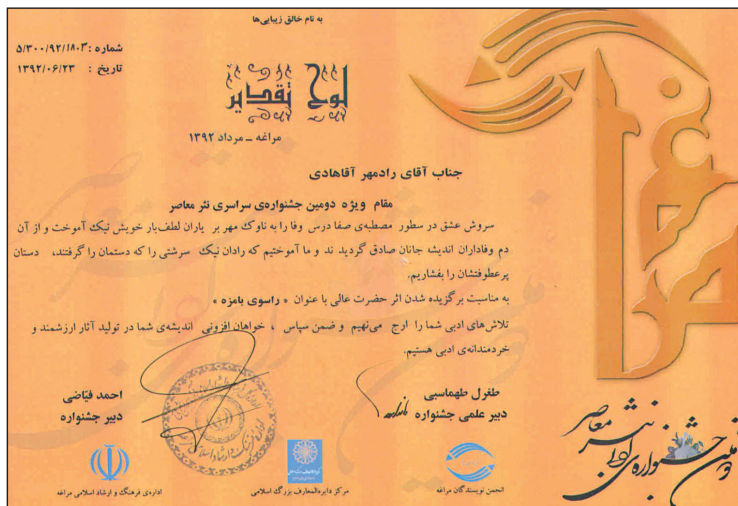 به نام خالق زیبایی‌ها
شماره : ۵/۳۰۰/۹۲/۱۸۰۳
تاریخ : ۱۳۹۲/۰۶/۲۳
لوح تقدیر
مراغه ــ مرداد ۱۳۹۲
جناب آقای رادمهر آقاهادی
مقام ویژه دومین جشنواره‌ی سراسری نثر معاصر
سروش عشق در سطور مصطبه‌ی صفا درس وفا را به ناوک مهر بر یاران لطف‌یار خویش نیک آموخت و از آن
دم وفاداران اندیشه جانان صادق گردید ند و ما آموختیم که رادان نیک سرشتی را که دستمان را گرفتند، دستان
پرعطوفتشان را بفشاریم.
به مناسبت برگزیده شدن اثر حضرت عالی با عنوان « راسوی بامزه »
تلاش‌های ادبی شما را ارج می‌نهیم و ضمن سپاس ، خواهان افزونی اندیشه‌ی شما در تولید آثار ارزشمند و
خردمندانه‌ی ادبی هستیم.
طغرل طهماسبی
دبیر علمی جشنواره
احمد فیّاضی
دبیر جشنواره
دومین جشنواره‌ی آوا نثر معاصر
انجمن نویسندگان مراغه
مرکز دایره‌المعارف بزرگ اسلامی
اداره‌ی فرهنگ و ارشاد اسلامی مراغه